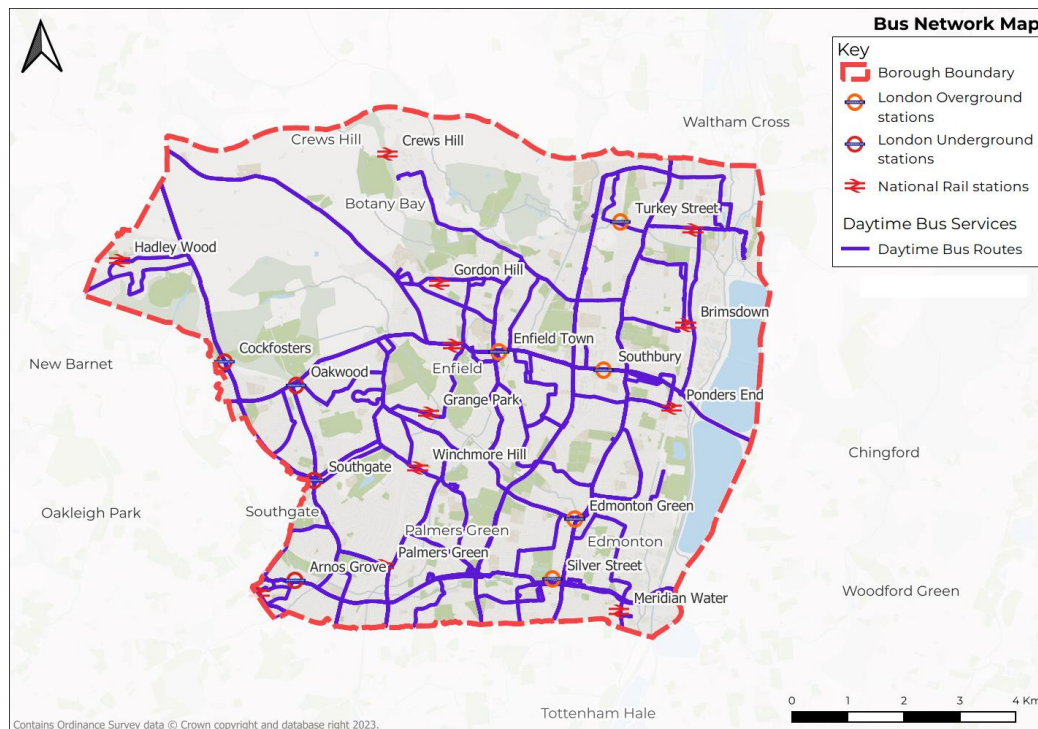 Bus Network Map
Key
Borough Boundary
London Overground
stations
London Underground
stations
National Rail stations
Daytime Bus Services
Daytime Bus Routes
Waltham Cross
Crews Hill
Crews Hill
Botany Bay
Turkey Street
Hadley Wood
Gordon Hill
Brimsdown
Enfield Town
Cockfosters
Southbury
New Barnet
Enfield
Oakwood
Ponders End
Grange Park
Winchmore Hill
Chingford
Southgate
Edmonton Green
Oakleigh Park
Southgate
Palmers Green
Edmonton
Palmers Green
Arnos Grove
Silver Street
Woodford Green
Meridian Water
Tottenham Hale
0 1 2 3 4 Km
Contains Ordinance Survey data © Crown copyright and database right 2023.